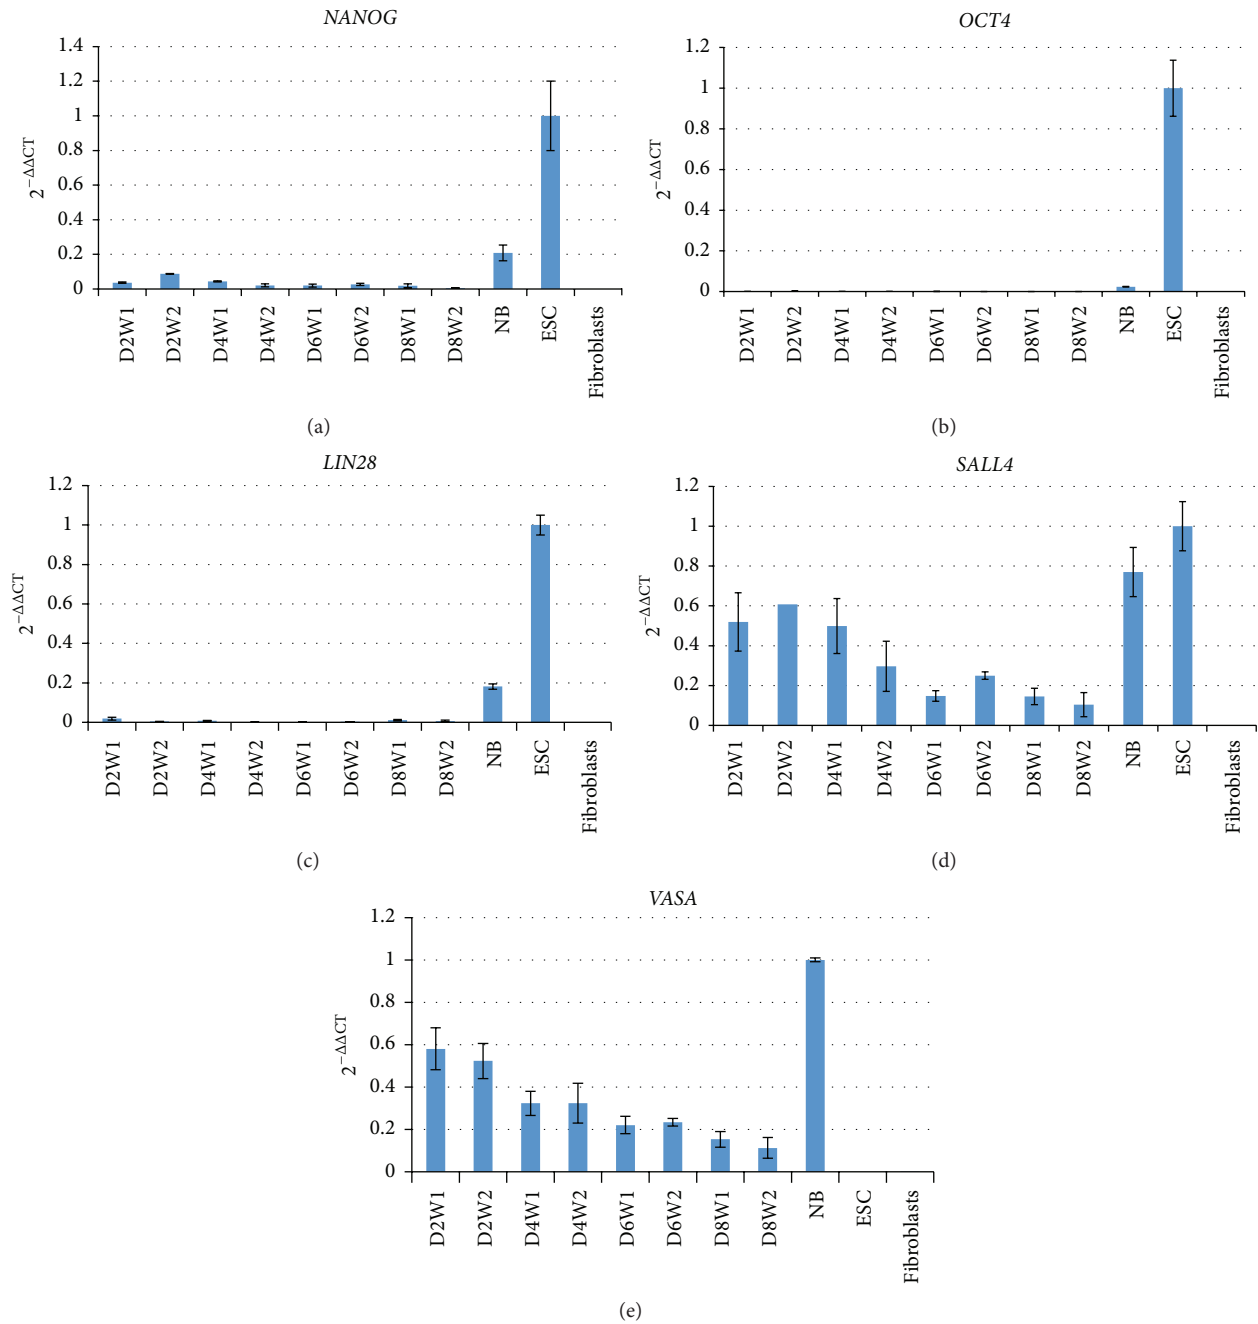 NANOG
1.4
1.2
1
0.8
0.6
0.4
0.2
0
2^−ΔΔCT
D2W1
D2W2
D4W1
D4W2
D6W1
D6W2
D8W1
D8W2
NB
ESC
Fibroblasts
(a)
OCT4
1.2
1
0.8
0.6
0.4
0.2
0
2^−ΔΔCT
D2W1
D2W2
D4W1
D4W2
D6W1
D6W2
D8W1
D8W2
NB
ESC
Fibroblasts
(b)
LIN28
1.2
1
0.8
0.6
0.4
0.2
0
2^−ΔΔCT
D2W1
D2W2
D4W1
D4W2
D6W1
D6W2
D8W1
D8W2
NB
ESC
Fibroblasts
(c)
SALL4
1.2
1
0.8
0.6
0.4
0.2
0
2^−ΔΔCT
D2W1
D2W2
D4W1
D4W2
D6W1
D6W2
D8W1
D8W2
NB
ESC
Fibroblasts
(d)
VASA
1.2
1
0.8
0.6
0.4
0.2
0
2^−ΔΔCT
D2W1
D2W2
D4W1
D4W2
D6W1
D6W2
D8W1
D8W2
NB
ESC
Fibroblasts
(e)